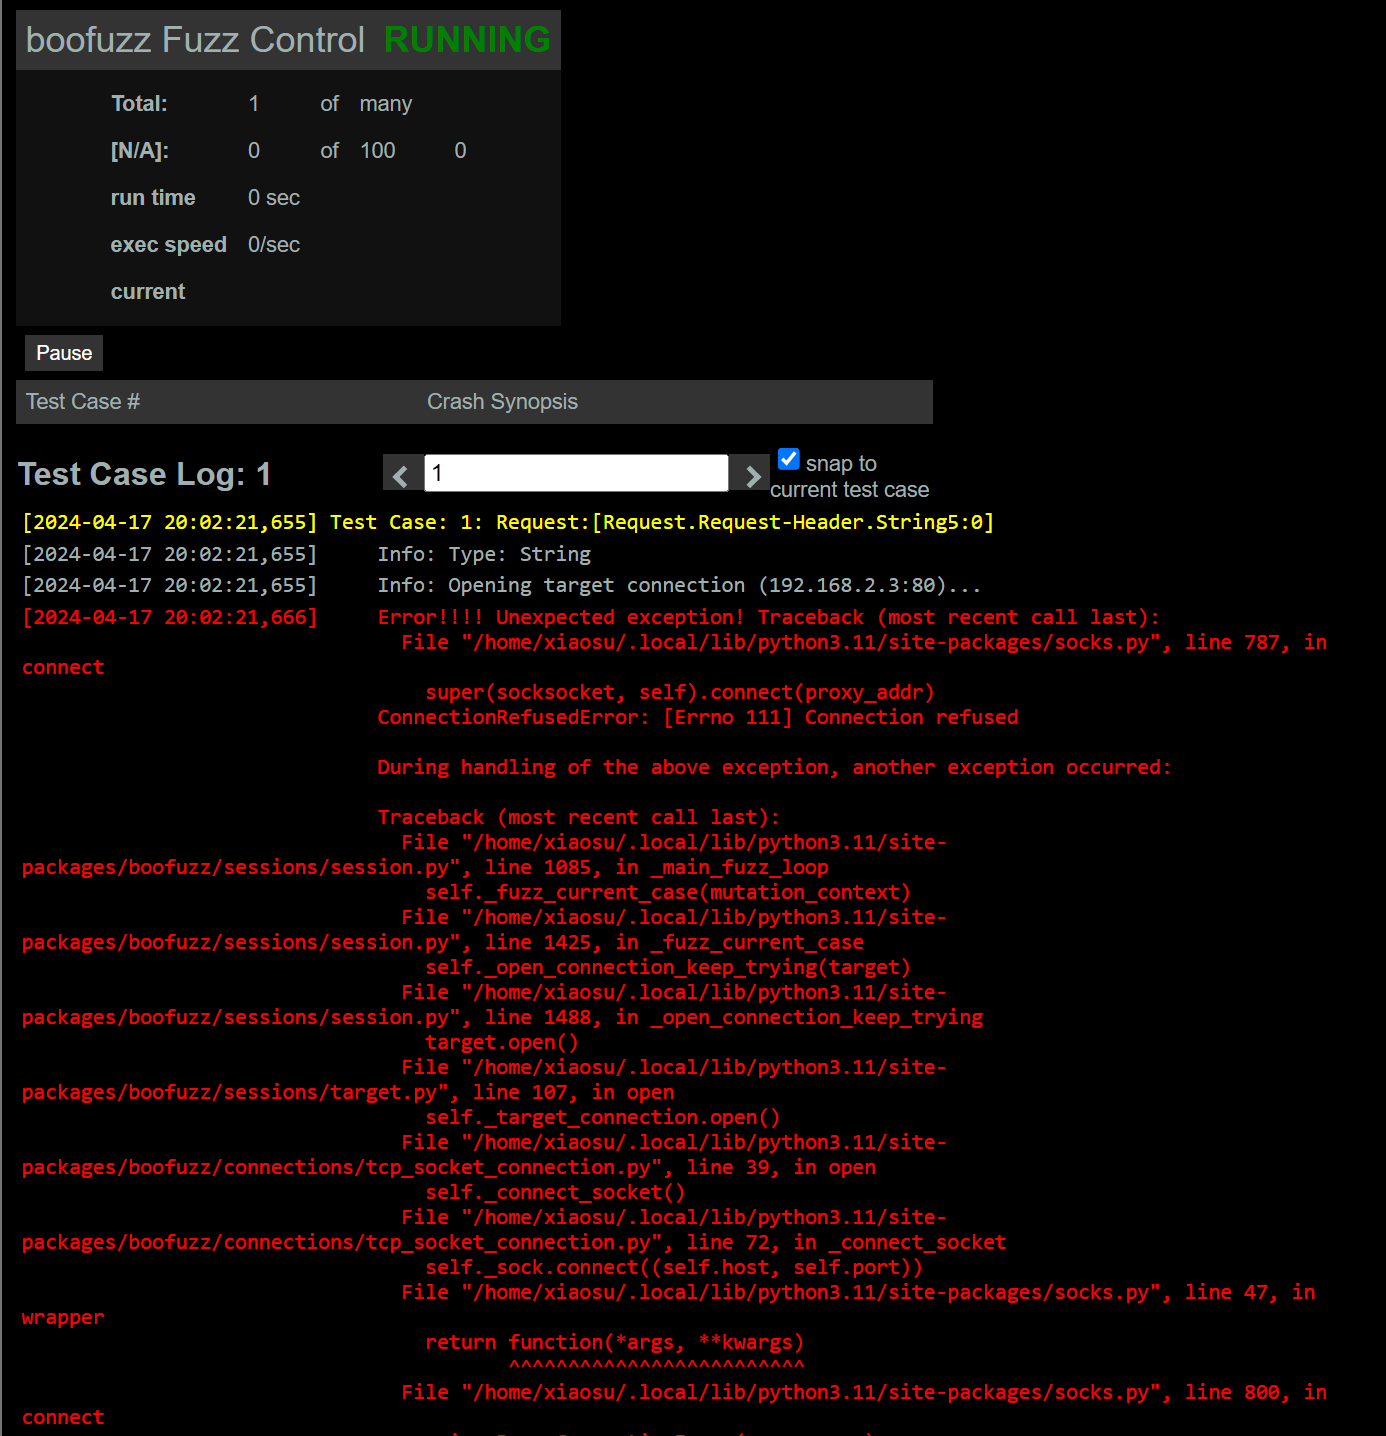 boofuzz Fuzz Control RUNNING
Total: 1 of many
[N/A]: 0 of 100 0
run time 0 sec
exec speed 0/sec
current
Pause
Test Case # Crash Synopsis
Test Case Log: 1 1 snap to
current test case
[2024-04-17 20:02:21,655] Test Case: 1: Request:[Request.Request-Header.String5:0]
[2024-04-17 20:02:21,655] Info: Type: String
[2024-04-17 20:02:21,655] Info: Opening target connection (192.168.2.3:80)...
[2024-04-17 20:02:21,666] Error!!!! Unexpected exception! Traceback (most recent call last):
File "/home/xiaosu/.local/lib/python3.11/site-packages/socks.py", line 787, in
connect
super(socksocket, self).connect(proxy_addr)
ConnectionRefusedError: [Errno 111] Connection refused
During handling of the above exception, another exception occurred:
Traceback (most recent call last):
File "/home/xiaosu/.local/lib/python3.11/site-
packages/boofuzz/sessions/session.py", line 1085, in _main_fuzz_loop
self._fuzz_current_case(mutation_context)
File "/home/xiaosu/.local/lib/python3.11/site-
packages/boofuzz/sessions/session.py", line 1425, in _fuzz_current_case
self._open_connection_keep_trying(target)
File "/home/xiaosu/.local/lib/python3.11/site-
packages/boofuzz/sessions/session.py", line 1488, in _open_connection_keep_trying
target.open()
File "/home/xiaosu/.local/lib/python3.11/site-
packages/boofuzz/sessions/target.py", line 107, in open
self._target_connection.open()
File "/home/xiaosu/.local/lib/python3.11/site-
packages/boofuzz/connections/tcp_socket_connection.py", line 39, in open
self._connect_socket()
File "/home/xiaosu/.local/lib/python3.11/site-
packages/boofuzz/connections/tcp_socket_connection.py", line 72, in _connect_socket
self._sock.connect((self.host, self.port))
File "/home/xiaosu/.local/lib/python3.11/site-packages/socks.py", line 47, in
wrapper
return function(*args, **kwargs)
^^^^^^^^^^^^^^^^^^^^^^^^^
File "/home/xiaosu/.local/lib/python3.11/site-packages/socks.py", line 800, in
connect